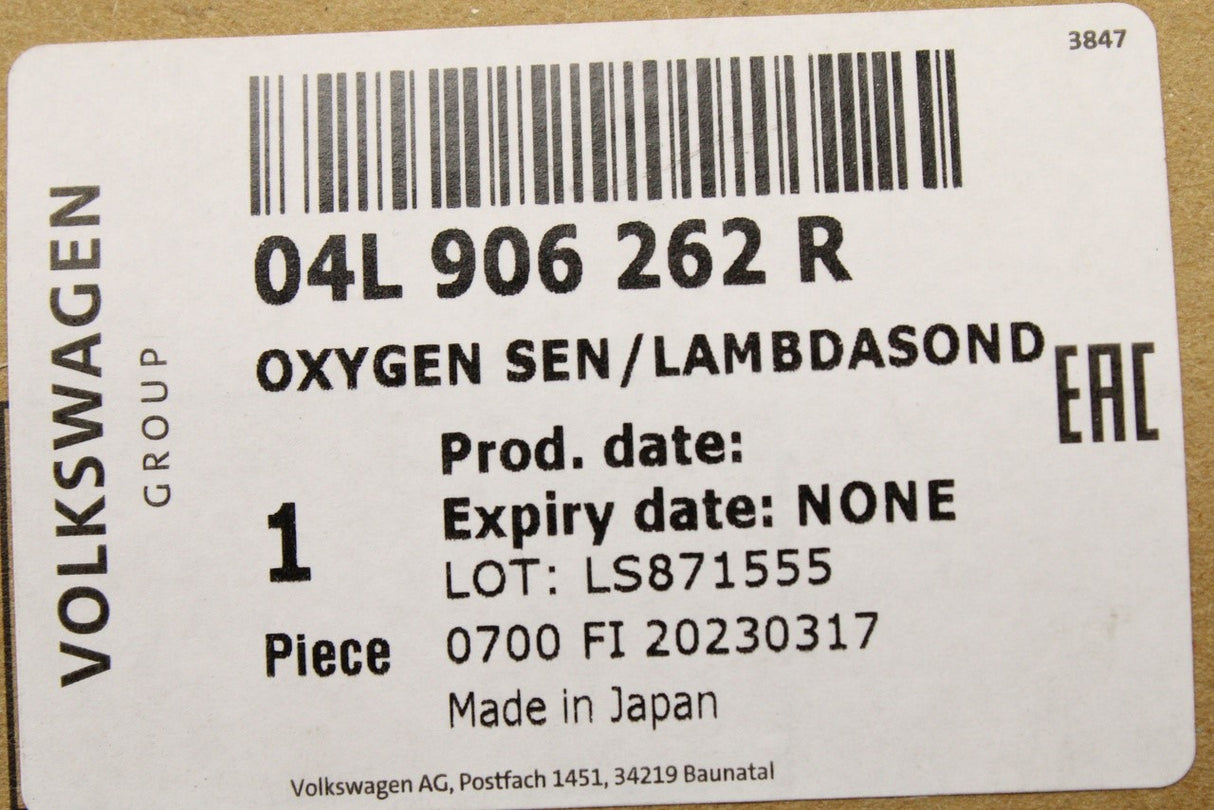 3847
VOLKSWAGEN
GROUP
04L 906 262 R
OXYGEN SEN/LAMBDASOND
EAC
Prod. date:
Expiry date: NONE
1
LOT: LS871555
Piece
0700 FI 20230317
Made in Japan
Volkswagen AG, Postfach 1451, 34219 Baunatal